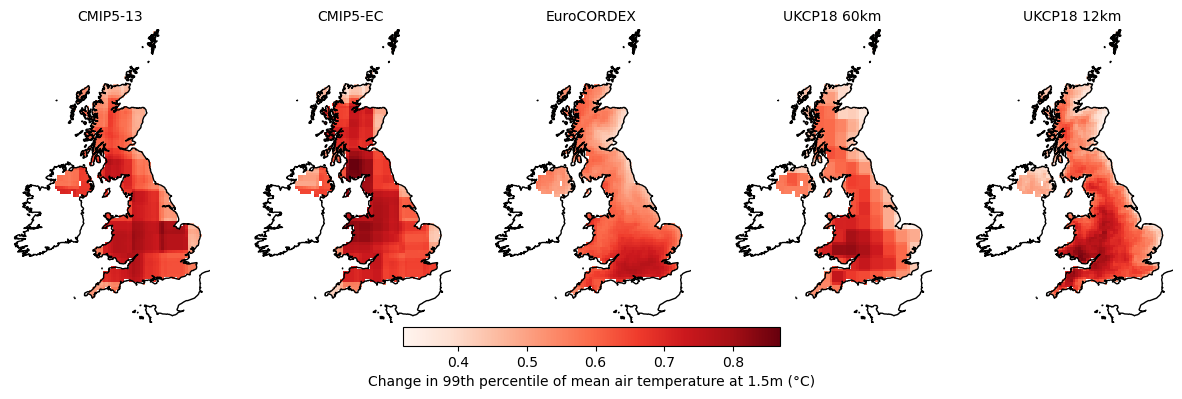 CMIP5-13 CMIP5-EC EuroCORDEX UKCP18 60km UKCP18 12km
0.4 0.5 0.6 0.7 0.8
Change in 99th percentile of mean air temperature at 1.5m (°C)